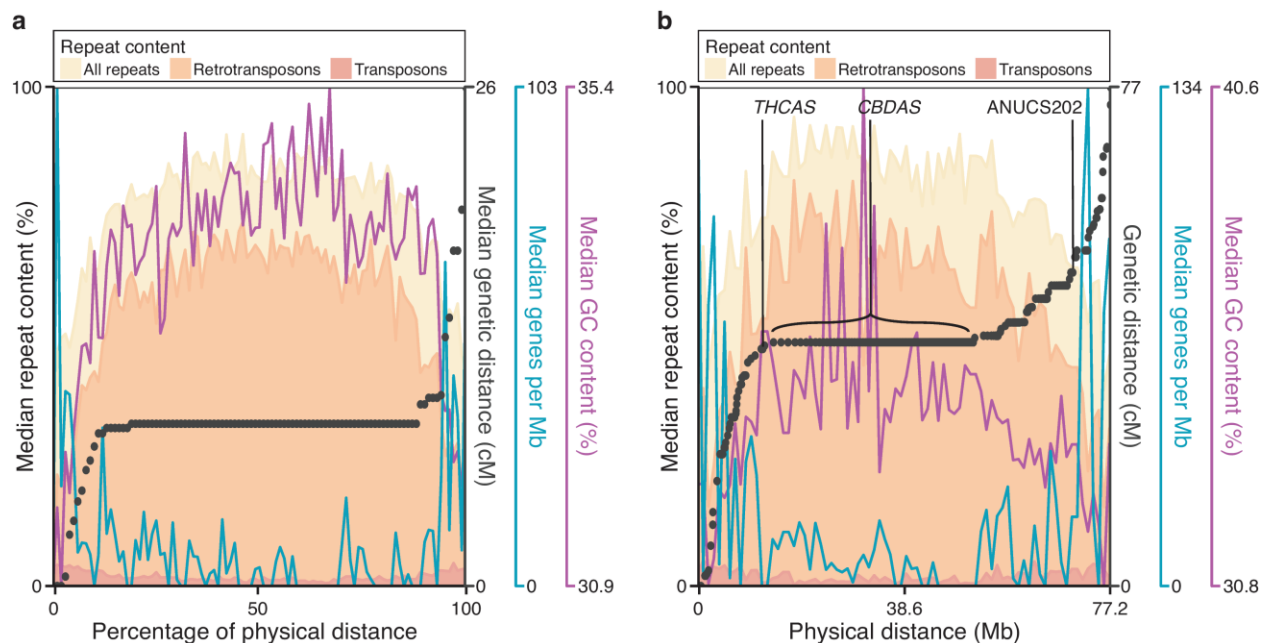 a
Repeat content
All repeats Retrotransposons Transposons
100
26
103
35.4
Median repeat content (%)
Median genetic distance (cM)
Median genes per Mb
Median GC content (%)
0
0
0
30.9
0 50 100
Percentage of physical distance
b
Repeat content
All repeats Retrotransposons Transposons
100
77
134
40.6
THCAS CBDAS ANUCS202
Median repeat content (%)
Genetic distance (cM)
Median genes per Mb
Median GC content (%)
0
0
0
30.8
0 38.6 77.2
Physical distance (Mb)